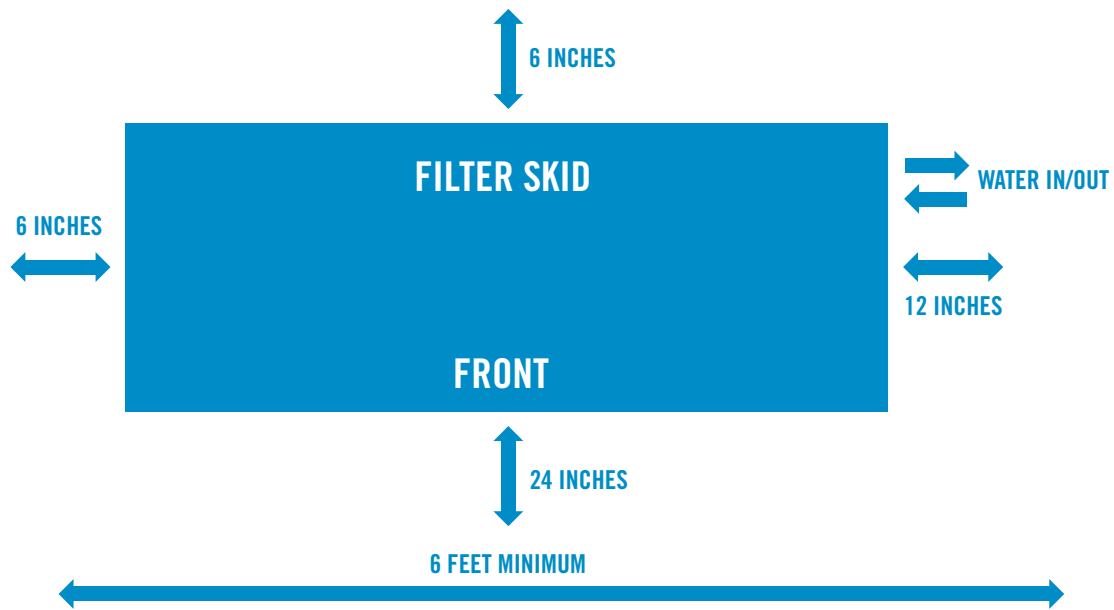 6 INCHES
FILTER SKID
WATER IN/OUT
6 INCHES
12 INCHES
FRONT
24 INCHES
6 FEET MINIMUM